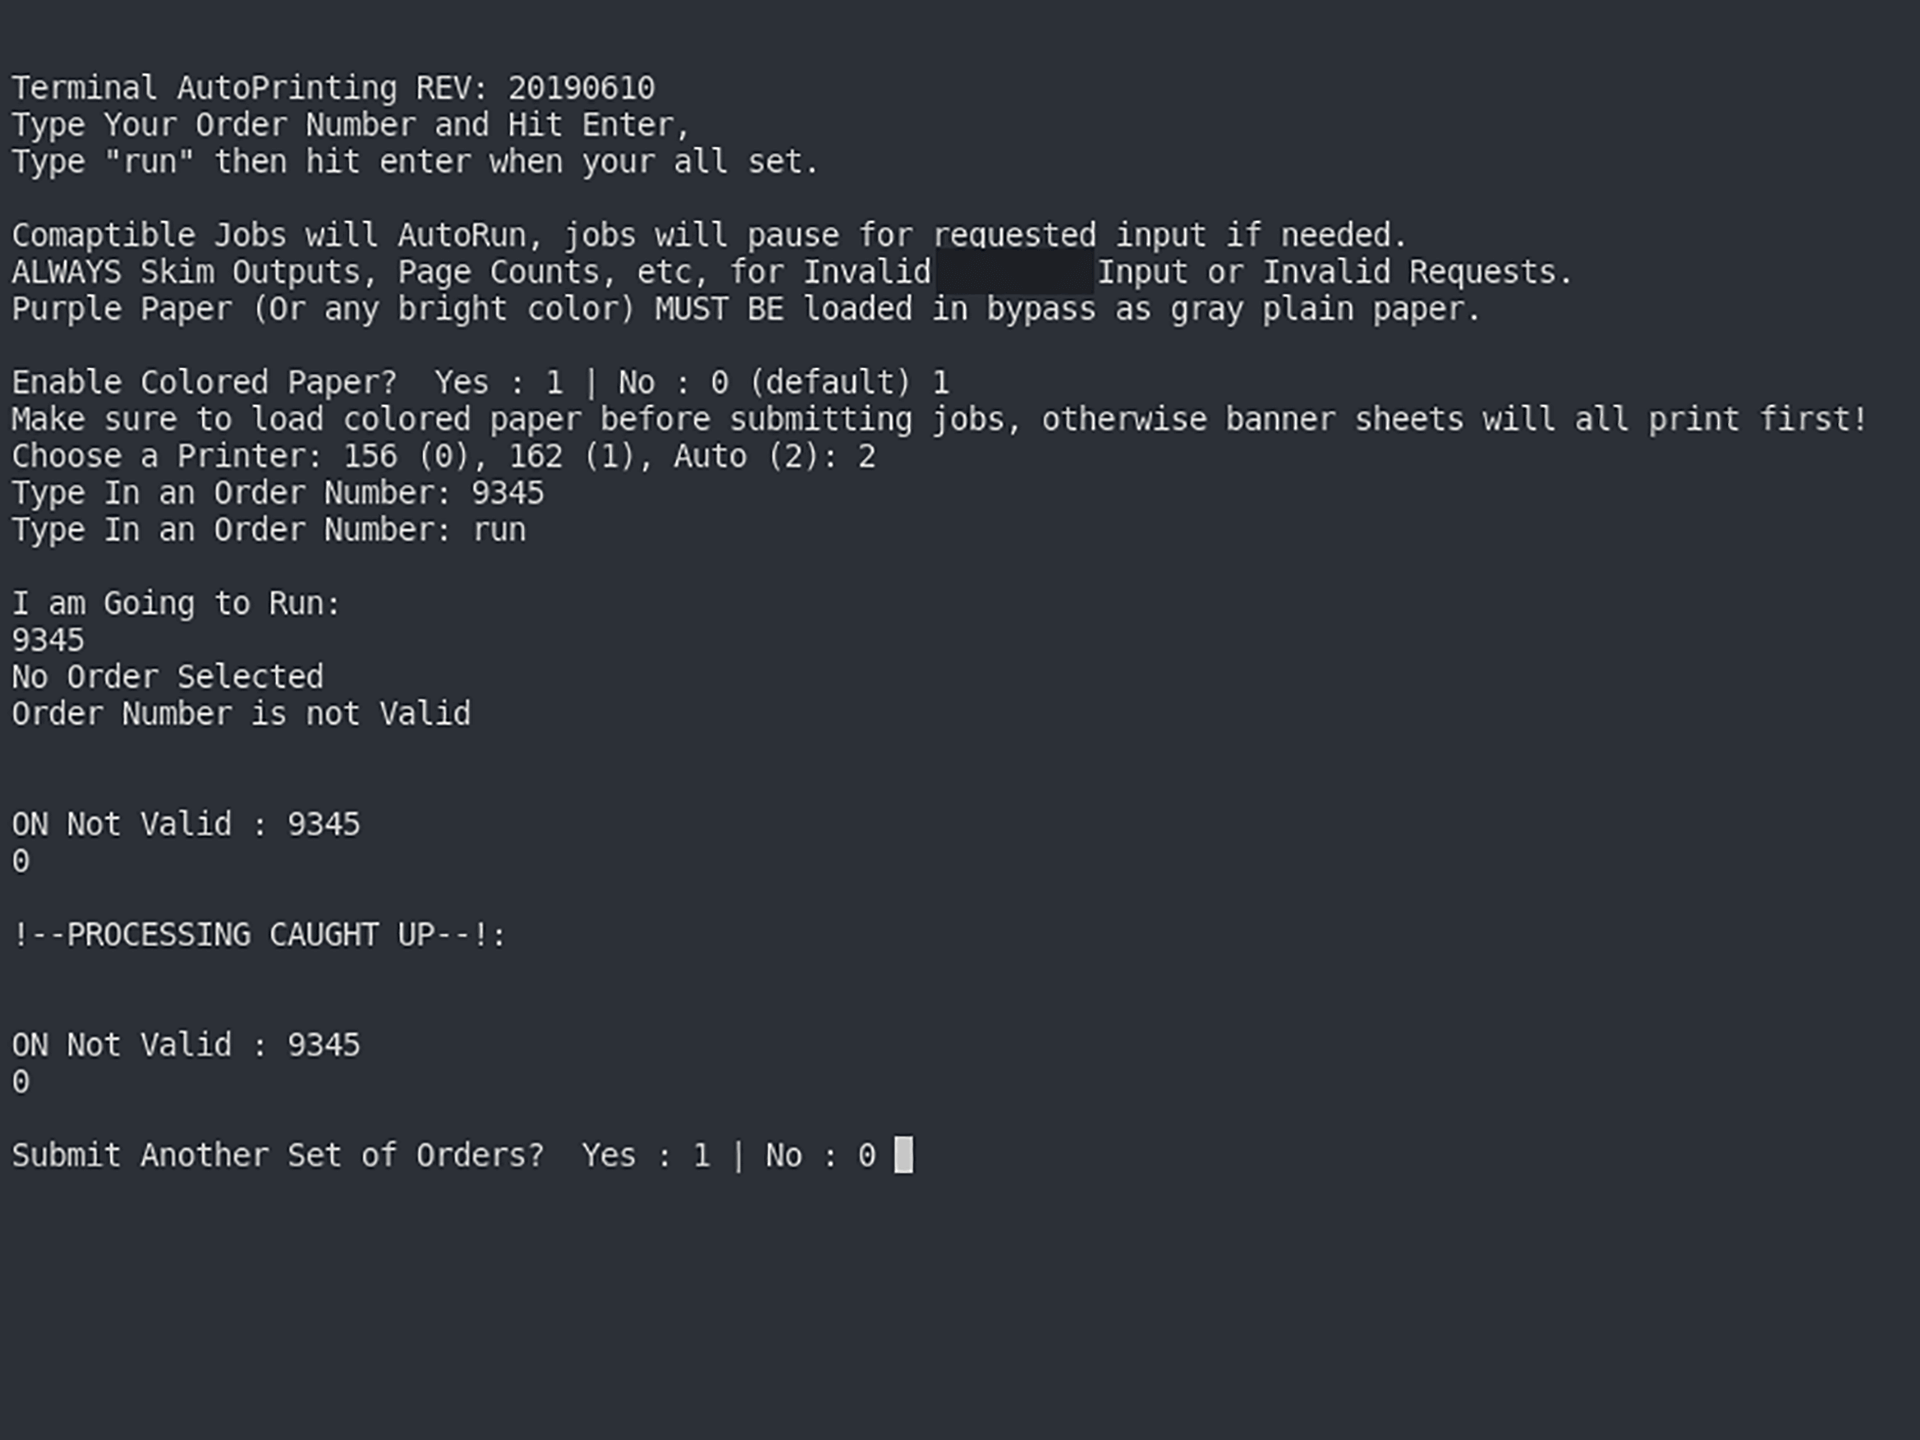 Terminal AutoPrinting REV: 20190610
Type Your Order Number and Hit Enter,
Type "run" then hit enter when your all set.
Comaptible Jobs will AutoRun, jobs will pause for requested input if needed.
ALWAYS Skim Outputs, Page Counts, etc, for Invalid Input or Invalid Requests.
Purple Paper (Or any bright color) MUST BE loaded in bypass as gray plain paper.
Enable Colored Paper?  Yes : 1 | No : 0 (default) 1
Make sure to load colored paper before submitting jobs, otherwise banner sheets will all print first!
Choose a Printer: 156 (0), 162 (1), Auto (2): 2
Type In an Order Number: 9345
Type In an Order Number: run
I am Going to Run:
9345
No Order Selected
Order Number is not Valid
ON Not Valid : 9345
0
!--PROCESSING CAUGHT UP--!:
ON Not Valid : 9345
0
Submit Another Set of Orders?  Yes : 1 | No : 0